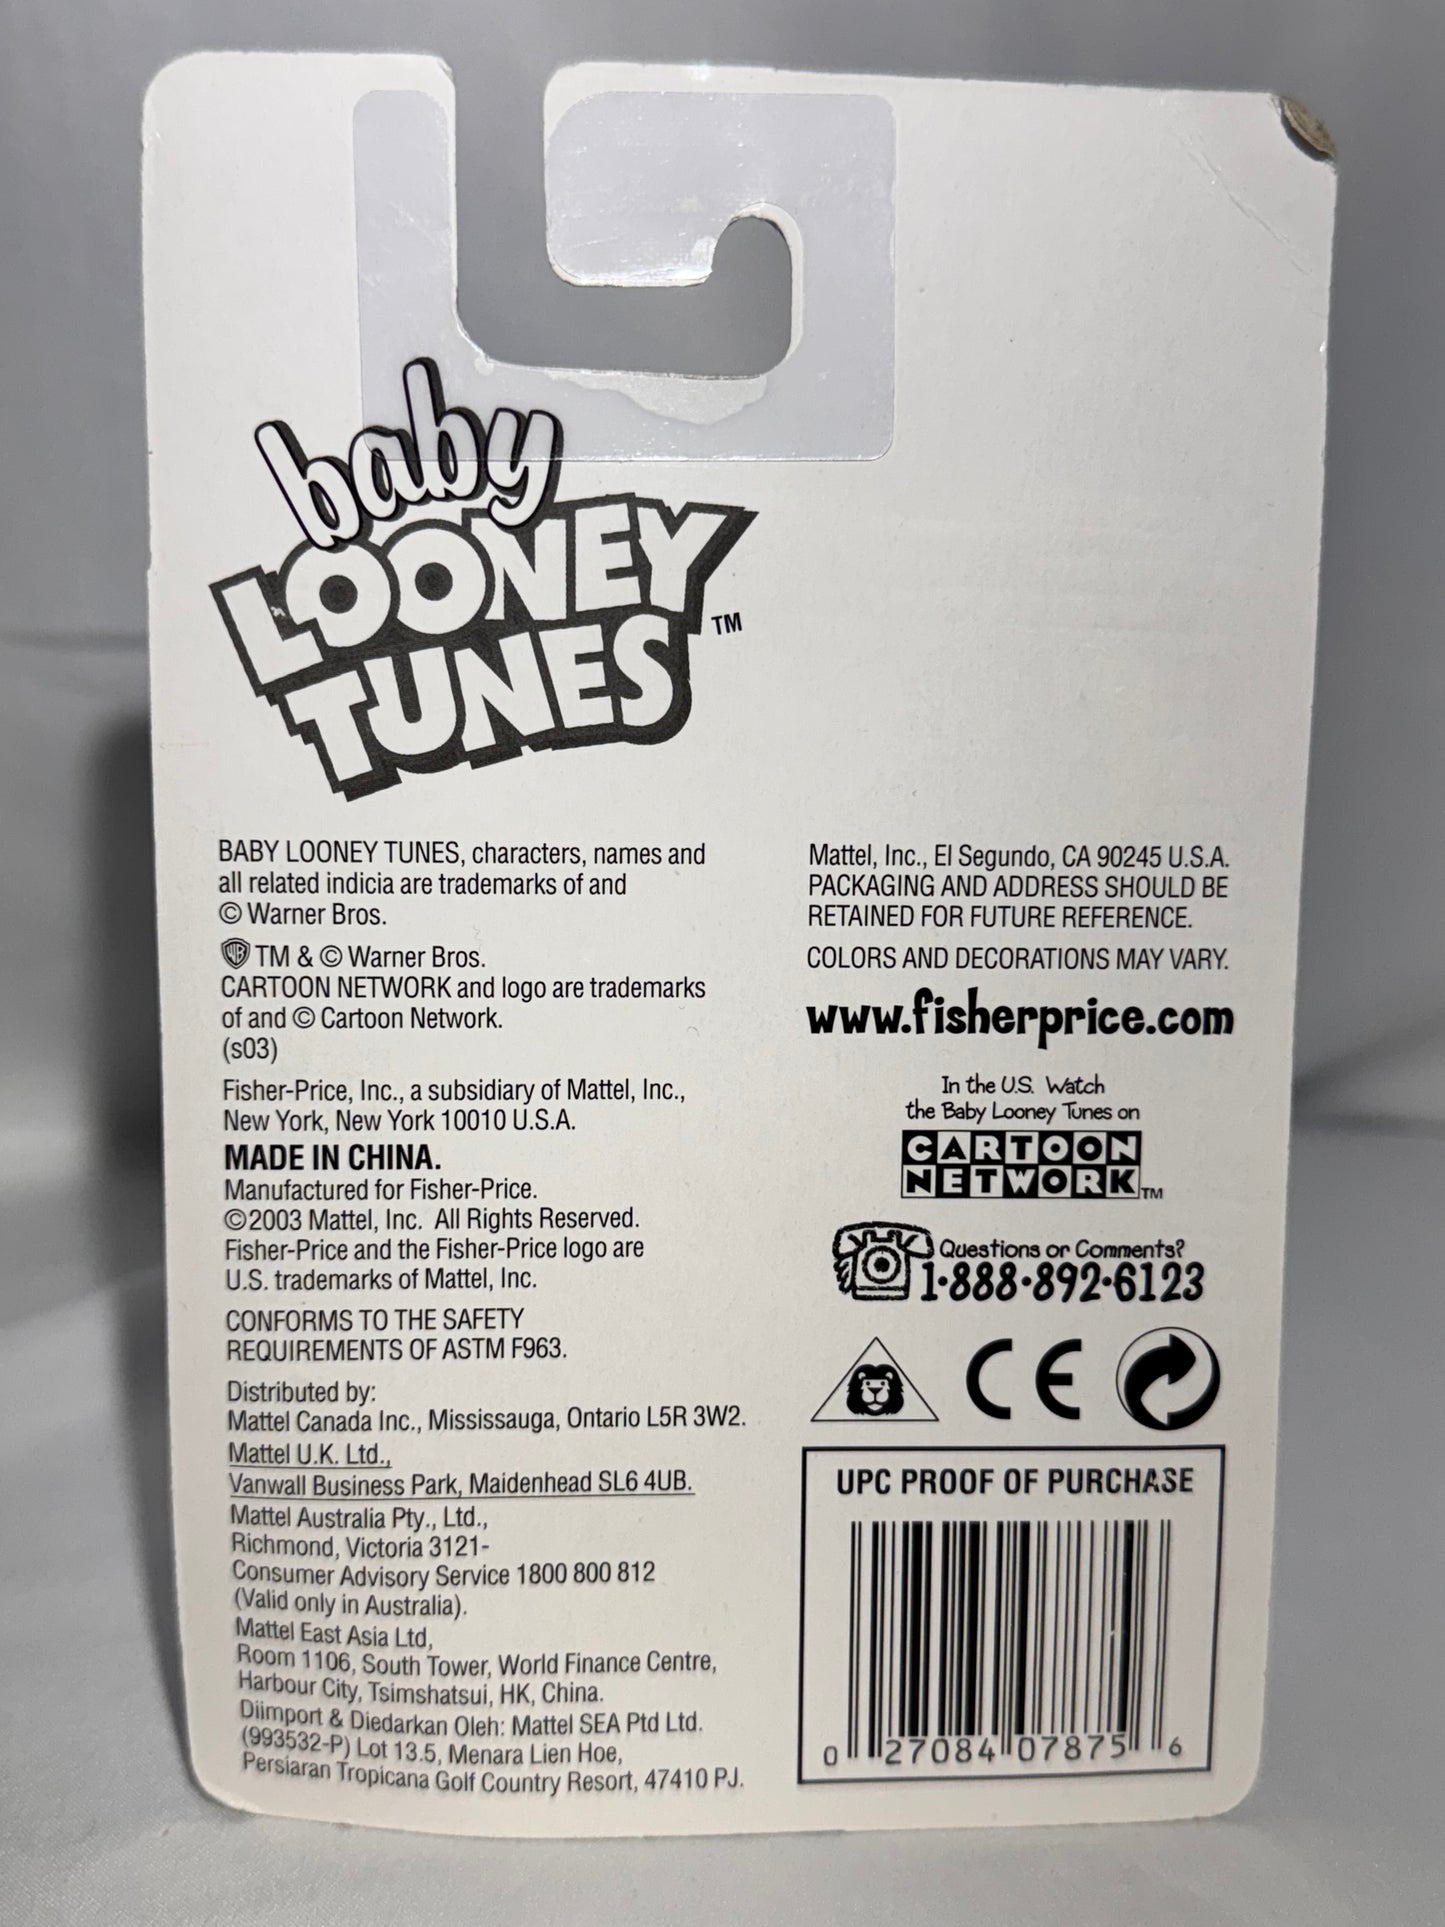 baby
LOONEY
TUNES
TM
BABY LOONEY TUNES, characters, names and
all related indicia are trademarks of and
© Warner Bros.
WB TM & © Warner Bros.
CARTOON NETWORK and logo are trademarks
of and © Cartoon Network.
(s03)
Fisher-Price, Inc., a subsidiary of Mattel, Inc.,
New York, New York 10010 U.S.A.
MADE IN CHINA.
Manufactured for Fisher-Price.
©2003 Mattel, Inc. All Rights Reserved.
Fisher-Price and the Fisher-Price logo are
U.S. trademarks of Mattel, Inc.
CONFORMS TO THE SAFETY
REQUIREMENTS OF ASTM F963.
Distributed by:
Mattel Canada Inc., Mississauga, Ontario L5R 3W2.
Mattel U.K. Ltd.,
Vanwall Business Park, Maidenhead SL6 4UB.
Mattel Australia Pty., Ltd.,
Richmond, Victoria 3121-
Consumer Advisory Service 1800 800 812
(Valid only in Australia).
Mattel East Asia Ltd,
Room 1106, South Tower, World Finance Centre,
Harbour City, Tsimshatsui, HK, China.
Diimport & Diedarkan Oleh: Mattel SEA Ptd Ltd.
(993532-P) Lot 13.5, Menara Lien Hoe,
Persiaran Tropicana Golf Country Resort, 47410 PJ.
Mattel, Inc., El Segundo, CA 90245 U.S.A.
PACKAGING AND ADDRESS SHOULD BE
RETAINED FOR FUTURE REFERENCE.
COLORS AND DECORATIONS MAY VARY.
www.fisherprice.com
In the U.S. Watch
the Baby Looney Tunes on
CARTOON
NETWORK TM
Questions or Comments?
1·888·892·6123
CE
UPC PROOF OF PURCHASE
0 27084 07875 6